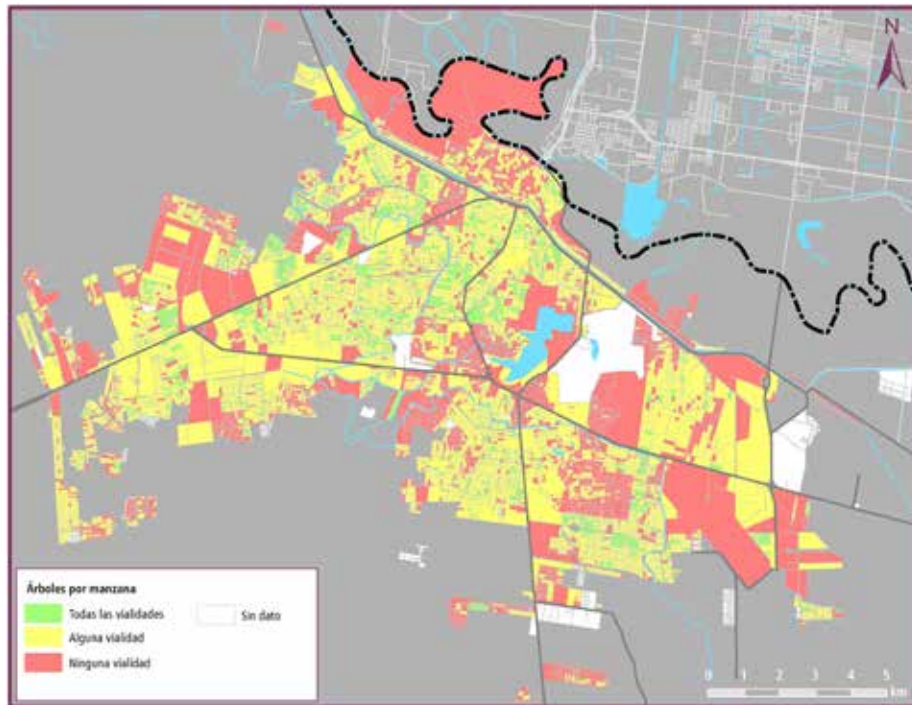 N
Árboles por manzana
Todas las vialidades
Sin dato
Alguna vialidad
Ninguna vialidad
0 1 2 3 4 5
km